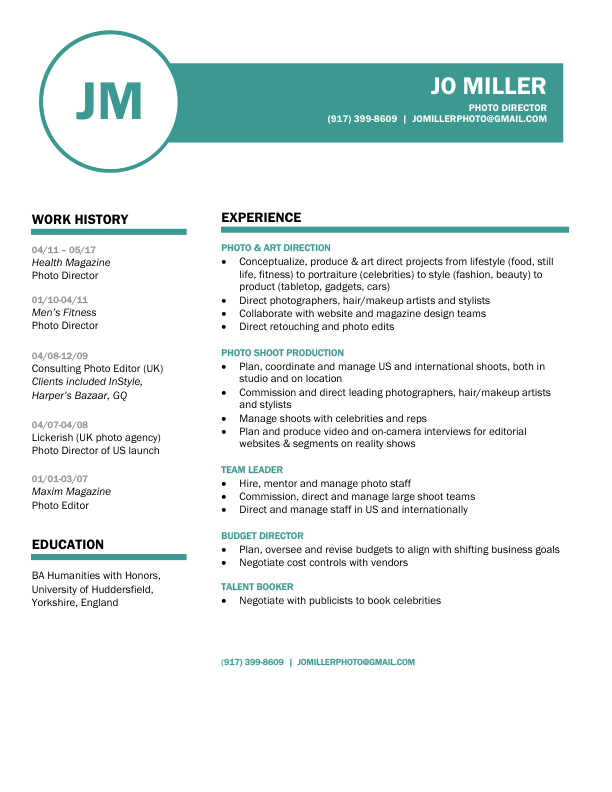 JM
JO MILLER
PHOTO DIRECTOR
(917) 399-8609 | JOMILLERPHOTO@GMAIL.COM
WORK HISTORY
04/11 – 05/17
Health Magazine
Photo Director
01/10-04/11
Men's Fitness
Photo Director
04/08-12/09
Consulting Photo Editor (UK)
Clients included InStyle,
Harper's Bazaar, GQ
04/07-04/08
Lickerish (UK photo agency)
Photo Director of US launch
01/01-03/07
Maxim Magazine
Photo Editor
EDUCATION
BA Humanities with Honors,
University of Huddersfield,
Yorkshire, England
EXPERIENCE
PHOTO & ART DIRECTION
• Conceptualize, produce & art direct projects from lifestyle (food, still
life, fitness) to portraiture (celebrities) to style (fashion, beauty) to
product (tabletop, gadgets, cars)
• Direct photographers, hair/makeup artists and stylists
• Collaborate with website and magazine design teams
• Direct retouching and photo edits
PHOTO SHOOT PRODUCTION
• Plan, coordinate and manage US and international shoots, both in
studio and on location
• Commission and direct leading photographers, hair/makeup artists
and stylists
• Manage shoots with celebrities and reps
• Plan and produce video and on-camera interviews for editorial
websites & segments on reality shows
TEAM LEADER
• Hire, mentor and manage photo staff
• Commission, direct and manage large shoot teams
• Direct and manage staff in US and internationally
BUDGET DIRECTOR
• Plan, oversee and revise budgets to align with shifting business goals
• Negotiate cost controls with vendors
TALENT BOOKER
• Negotiate with publicists to book celebrities
(917) 399-8609 | JOMILLERPHOTO@GMAIL.COM